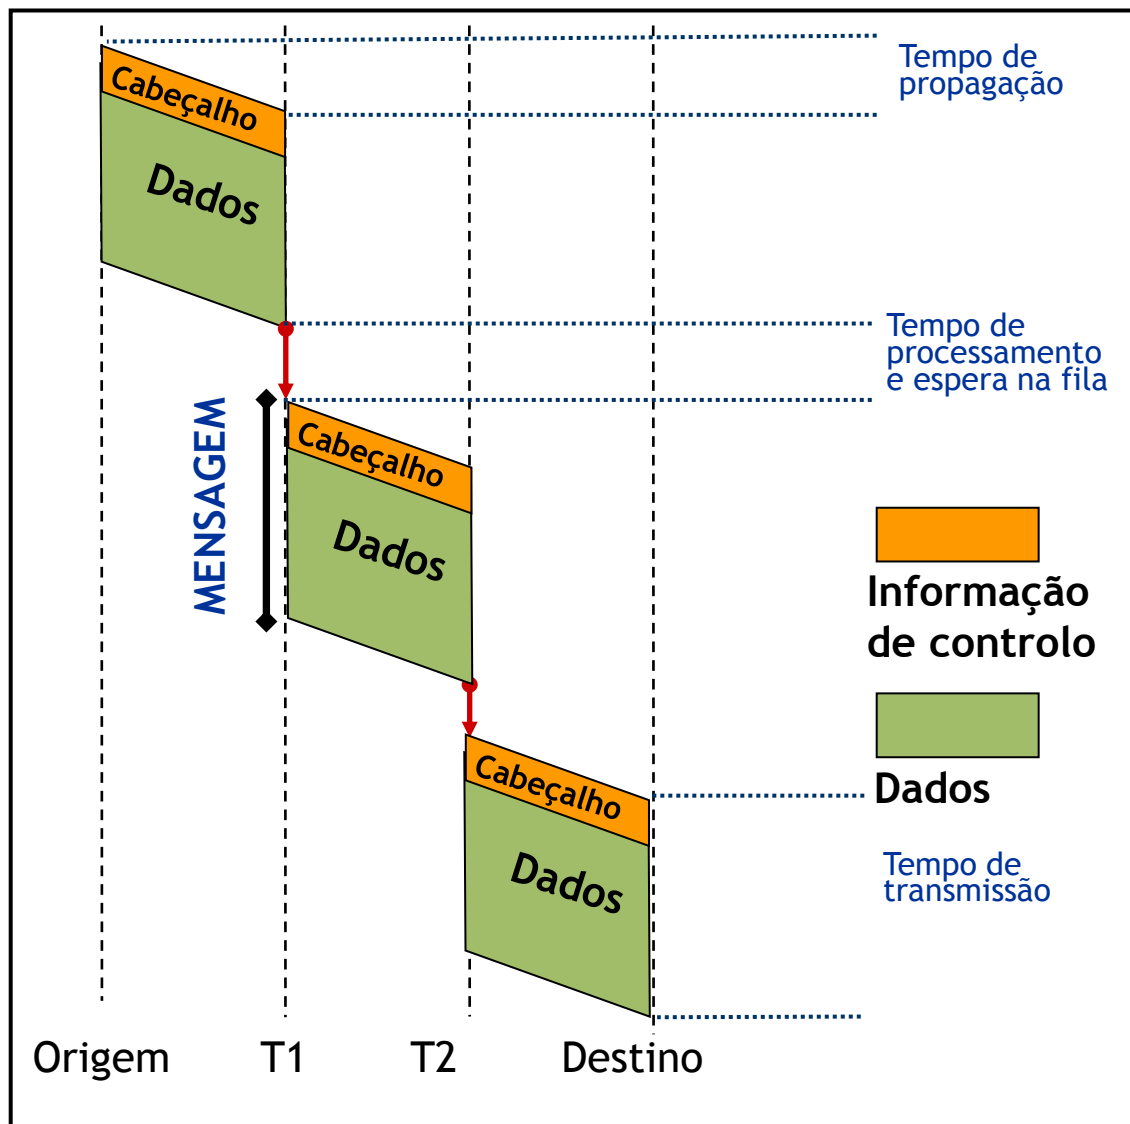 Tempo de
propagação
Cabeçalho
Dados
Tempo de
processamento
e espera na fila
MENSAGEM
Cabeçalho
Dados
Informação
de controlo
Dados
Cabeçalho
Dados
Tempo de
transmissão
Origem
T1
T2
Destino